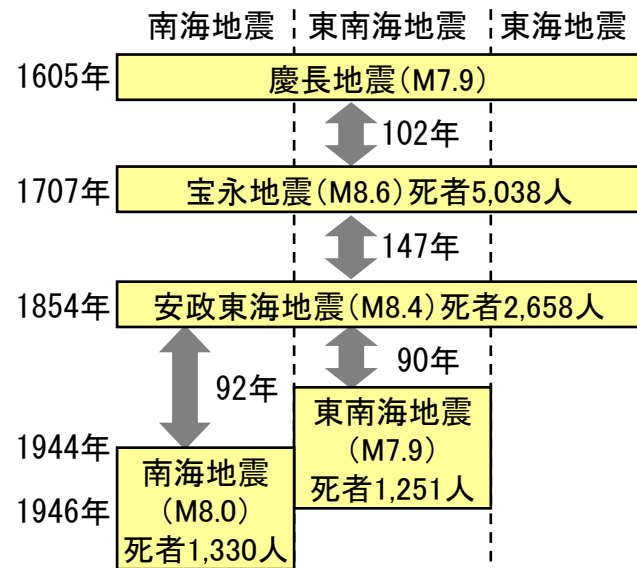 南海地震 東南海地震 東海地震
1605年 慶長地震(M7.9)
102年
1707年 宝永地震(M8.6)死者5,038人
147年
1854年 安政東海地震(M8.4)死者2,658人
92年
90年
1944年
東南海地震
(M7.9)
死者1,251人
1946年
南海地震
(M8.0)
死者1,330人